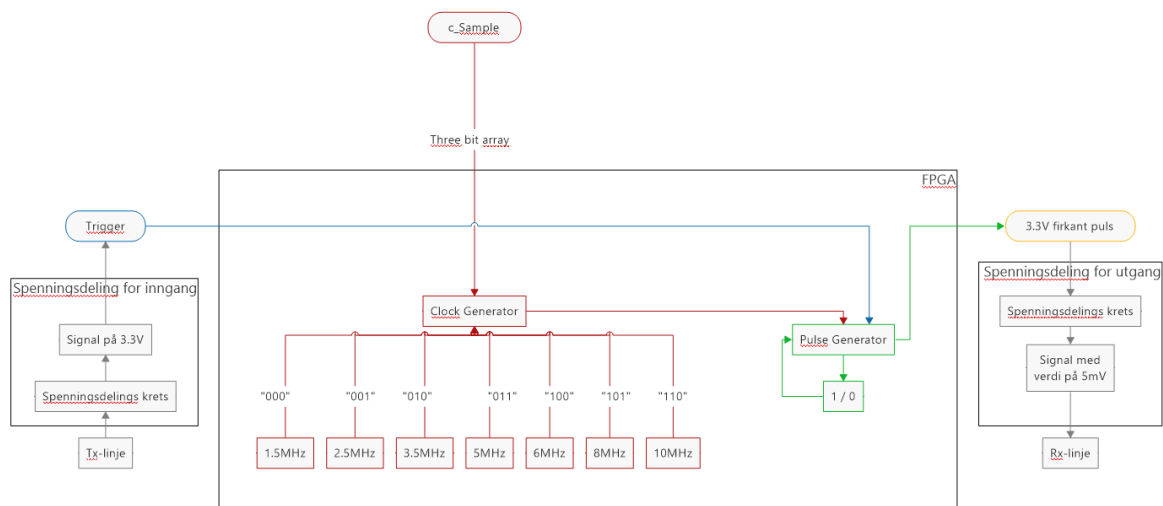 c_Sample
Three bit array
FPGA
Trigger
3.3V firkant puls
Spenningsdeling for inngang
Spenningsdeling for utgang
Clock Generator
Spenningsdelings krets
Signal på 3.3V
Pulse Generator
Signal med
verdi på 5mV
Spenningsdelings krets
"000" "001" "010" "011" "100" "101" "110"
1 / 0
Tx-linje
1.5MHz 2.5MHz 3.5MHz 5MHz 6MHz 8MHz 10MHz
Rx-linje